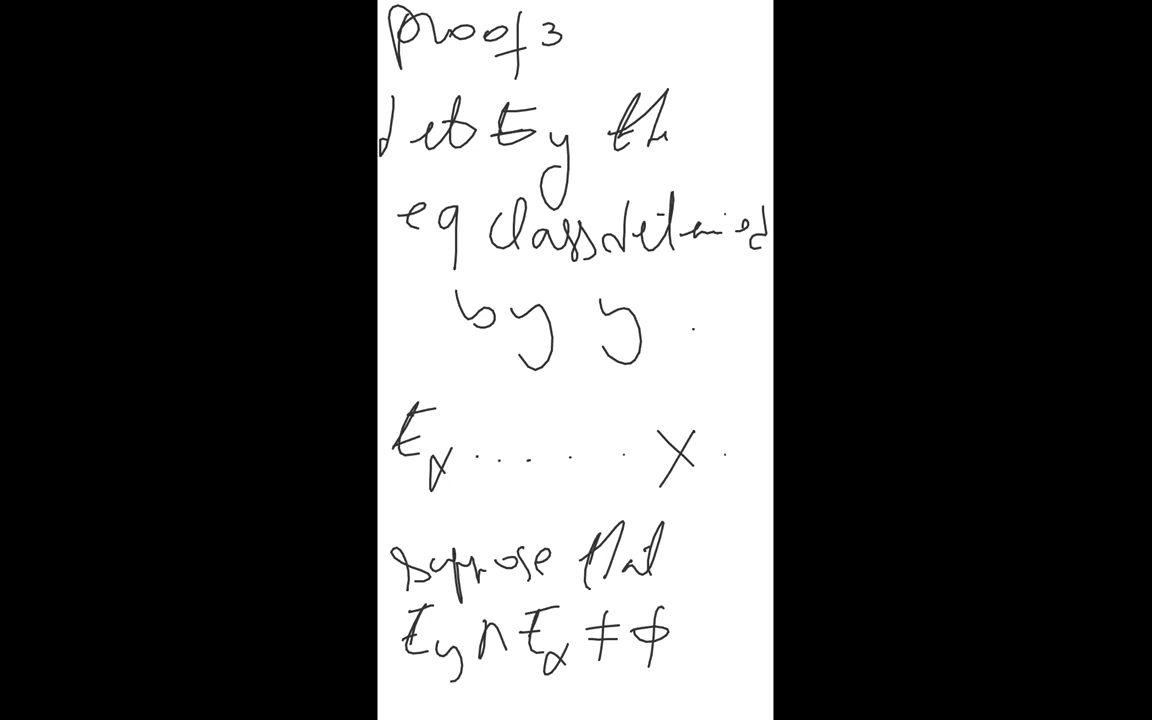 proof 3
let Ey the
eq class determined
by y .
Ex . . . . . x .
suppose that
Ey ∩ Ex ≠ ϕ